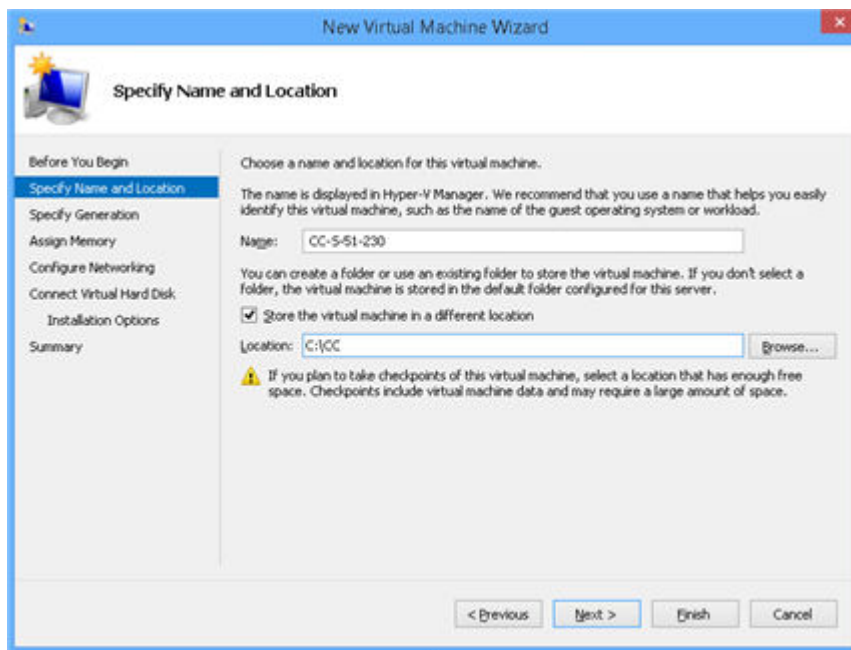 New Virtual Machine Wizard
Specify Name and Location
Before You Begin
Specify Name and Location
Specify Generation
Assign Memory
Configure Networking
Connect Virtual Hard Disk
Installation Options
Summary
Choose a name and location for this virtual machine.
The name is displayed in Hyper-V Manager. We recommend that you use a name that helps you easily
identify this virtual machine, such as the name of the guest operating system or workload.
Name: CC-5-51-230
You can create a folder or use an existing folder to store the virtual machine. If you don't select a
folder, the virtual machine is stored in the default folder configured for this server.
Store the virtual machine in a different location
Location: C:\CC Browse...
If you plan to take checkpoints of this virtual machine, select a location that has enough free
space. Checkpoints include virtual machine data and may require a large amount of space.
< Previous Next > Finish Cancel